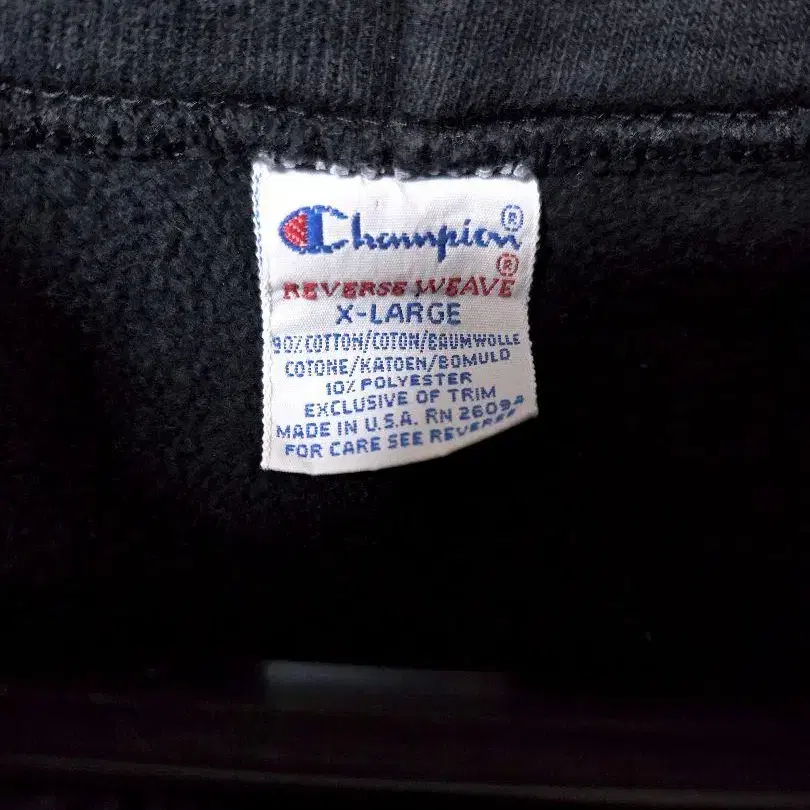 Champion®
®
REVERSE WEAVE
X-LARGE
90% COTTON/COTON/BAUMWOLLE
COTONE/KATOEN/BOMULD
10% POLYESTER
EXCLUSIVE OF TRIM
MADE IN U.S.A. RN 26094
FOR CARE SEE REVERSE